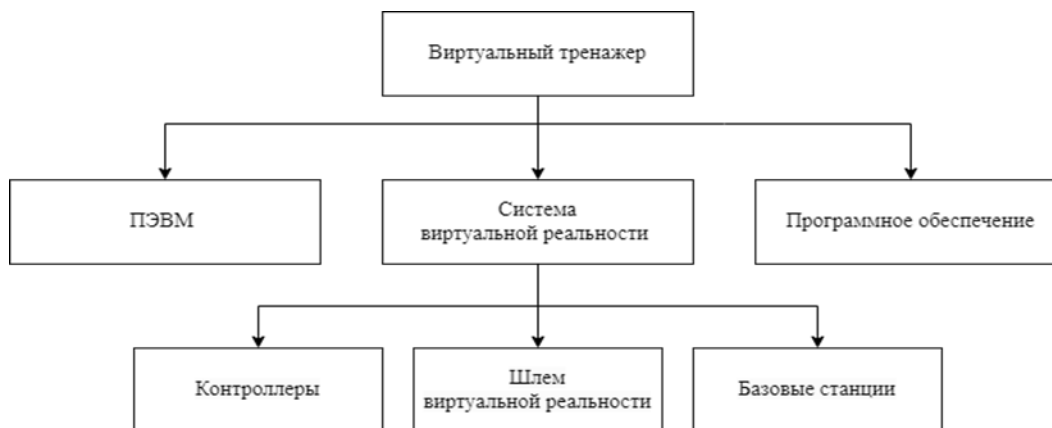 Виртуальный тренажер
ПЭВМ
Система
виртуальной реальности
Программное обеспечение
Контроллеры
Шлем
виртуальной реальности
Базовые станции